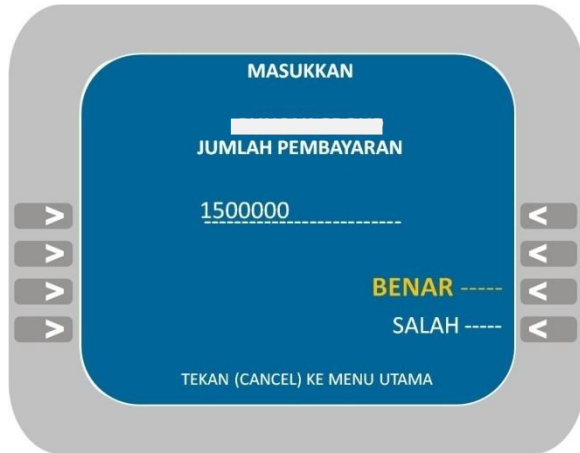 MASUKKAN
JUMLAH PEMBAYARAN
1500000
BENAR -----
SALAH -----
TEKAN (CANCEL) KE MENU UTAMA